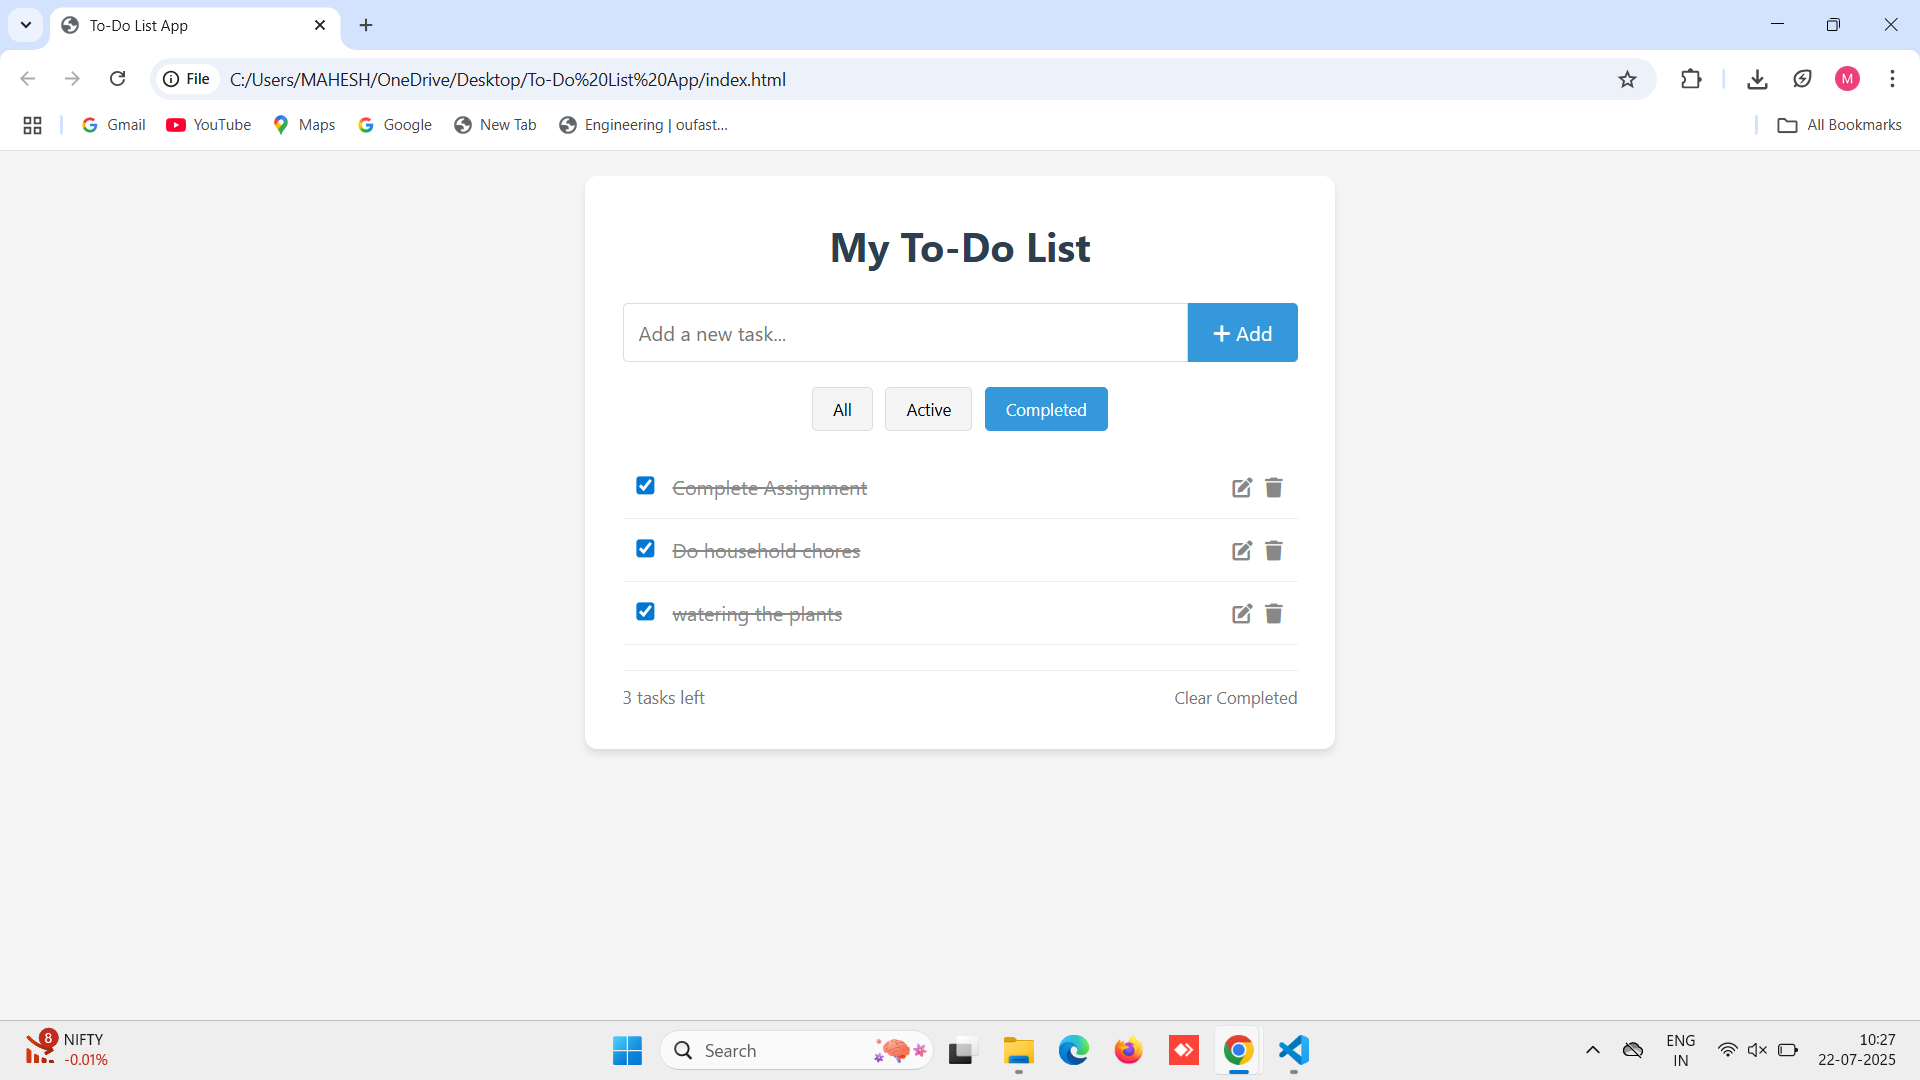 To-Do List App
File C:/Users/MAHESH/OneDrive/Desktop/To-Do%20List%20App/index.html M
Gmail YouTube Maps Google New Tab Engineering | oufast... All Bookmarks
My To-Do List
Add a new task... + Add
All Active Completed
Complete Assignment
Do household chores
watering the plants
3 tasks left Clear Completed
8 NIFTY
-0.01%
Search
ENG
IN
10:27
22-07-2025